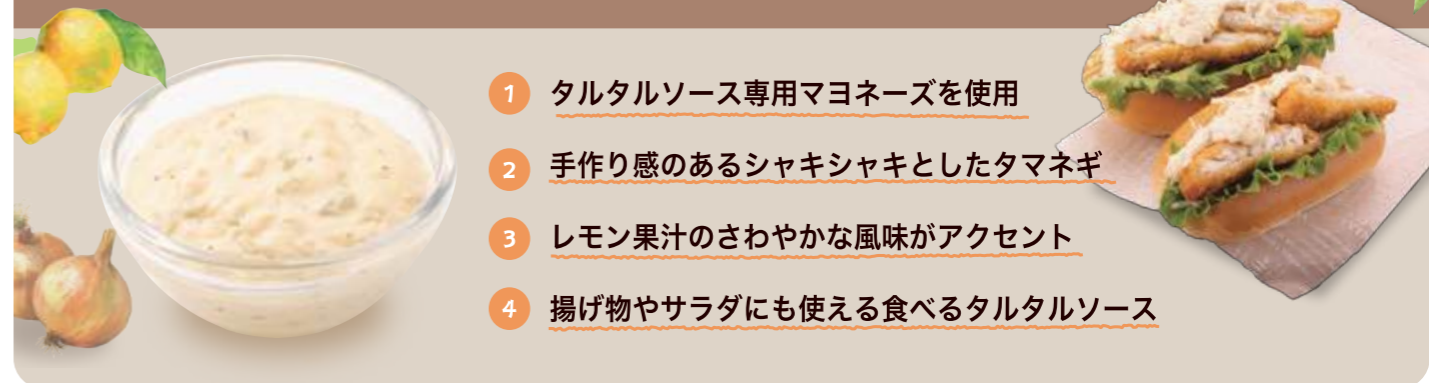 1 タルタルソース専用マヨネーズを使用
2 手作り感のあるシャキシャキとしたタマネギ
3 レモン果汁のさわやかな風味がアクセント
4 揚げ物やサラダにも使える食べるタルタルソース